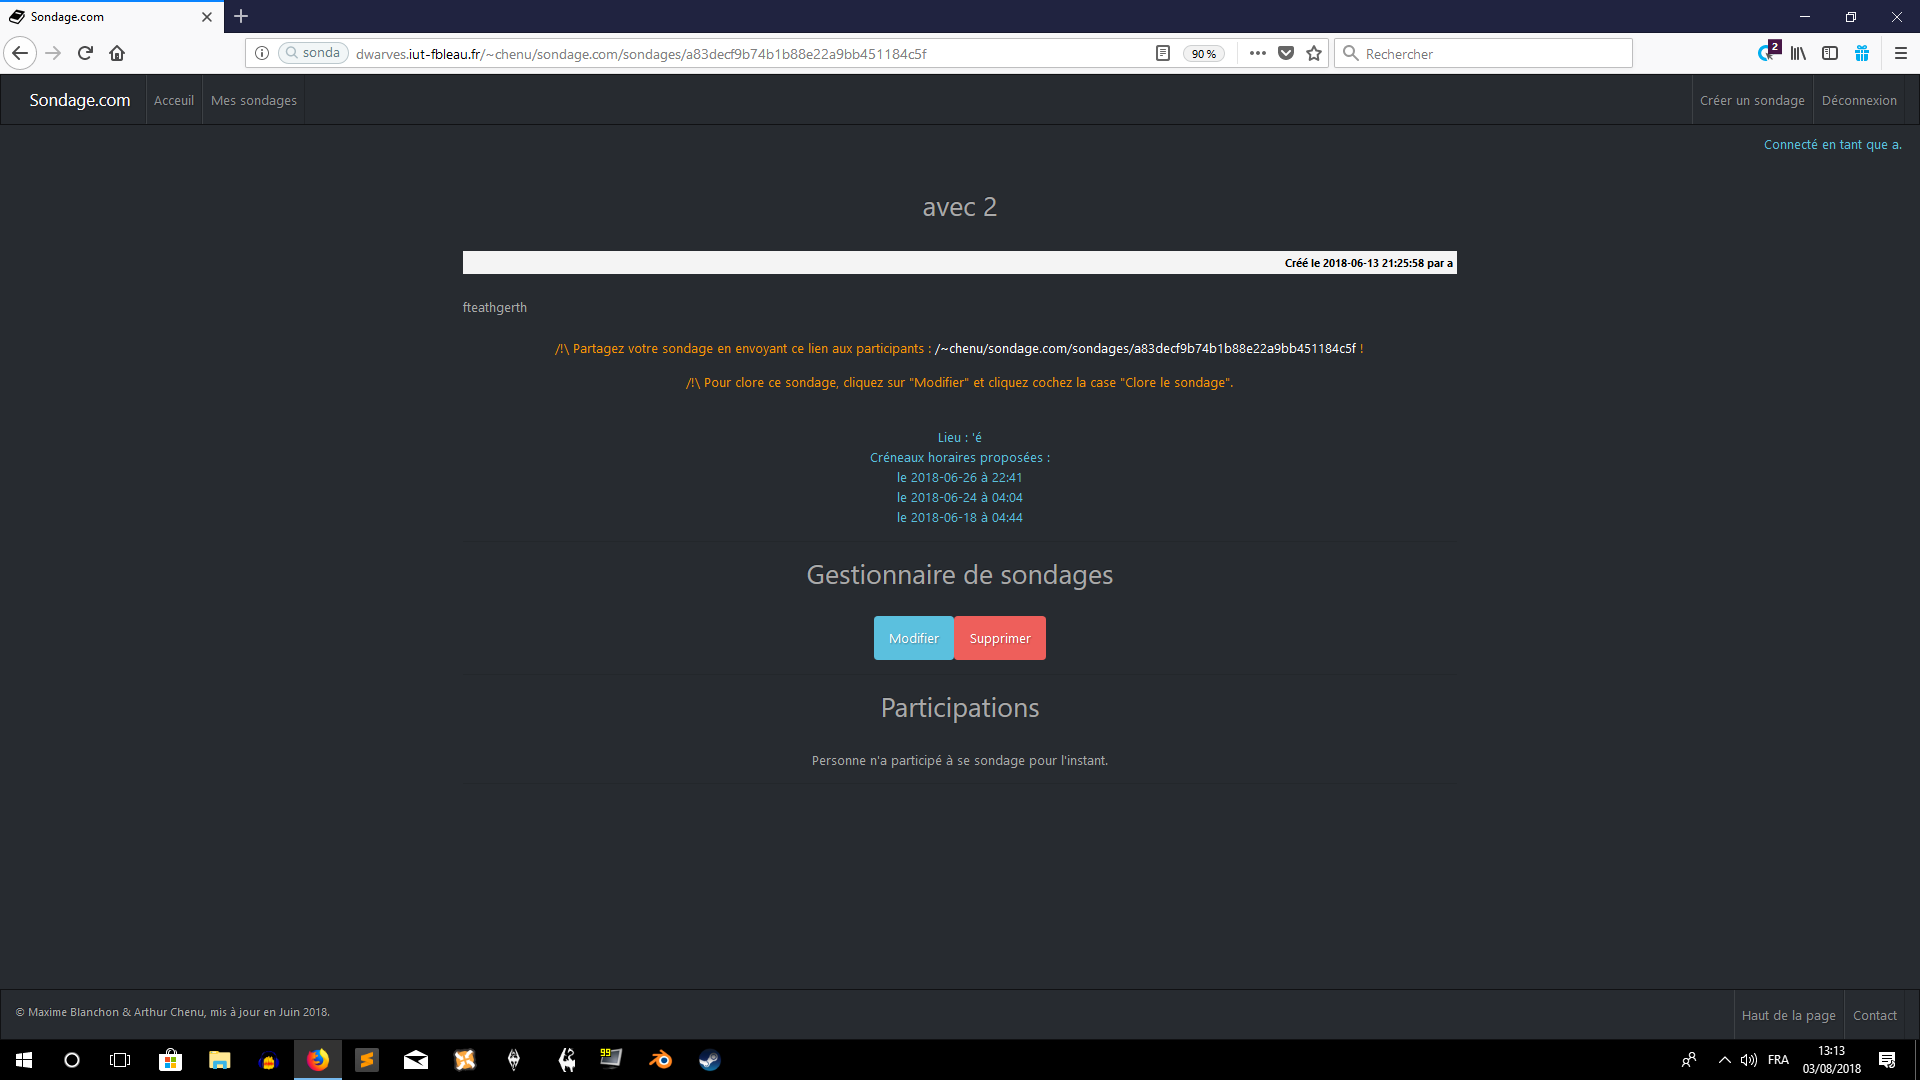 Sondage.com
sonda
dwarves.iut-fbleau.fr/~chenu/sondage.com/sondages/a83decf9b74b1b88e22a9bb451184c5f
90 %
Rechercher
2
Sondage.com
Acceuil
Mes sondages
Créer un sondage
Déconnexion
Connecté en tant que a.
avec 2
Créé le 2018-06-13 21:25:58 par a
fteathgerth
/!\ Partagez votre sondage en envoyant ce lien aux participants : /~chenu/sondage.com/sondages/a83decf9b74b1b88e22a9bb451184c5f !
/!\ Pour clore ce sondage, cliquez sur "Modifier" et cliquez cochez la case "Clore le sondage".
Lieu : 'é
Créneaux horaires proposées :
le 2018-06-26 à 22:41
le 2018-06-24 à 04:04
le 2018-06-18 à 04:44
Gestionnaire de sondages
Modifier
Supprimer
Participations
Personne n'a participé à se sondage pour l'instant.
© Maxime Blanchon & Arthur Chenu, mis à jour en Juin 2018.
Haut de la page
Contact
99
FRA
13:13
03/08/2018